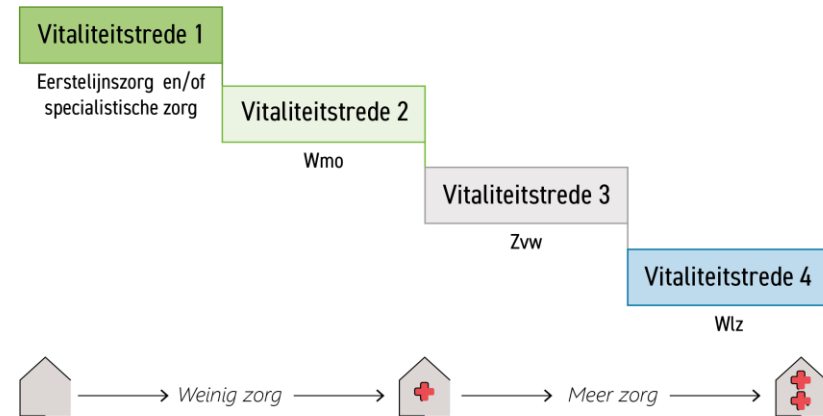 Vitaliteitstrede 1
Eerstelijnszorg en/of
specialistische zorg
Vitaliteitstrede 2
Wmo
Vitaliteitstrede 3
Zvw
Vitaliteitstrede 4
Wlz
Weinig zorg
Meer zorg